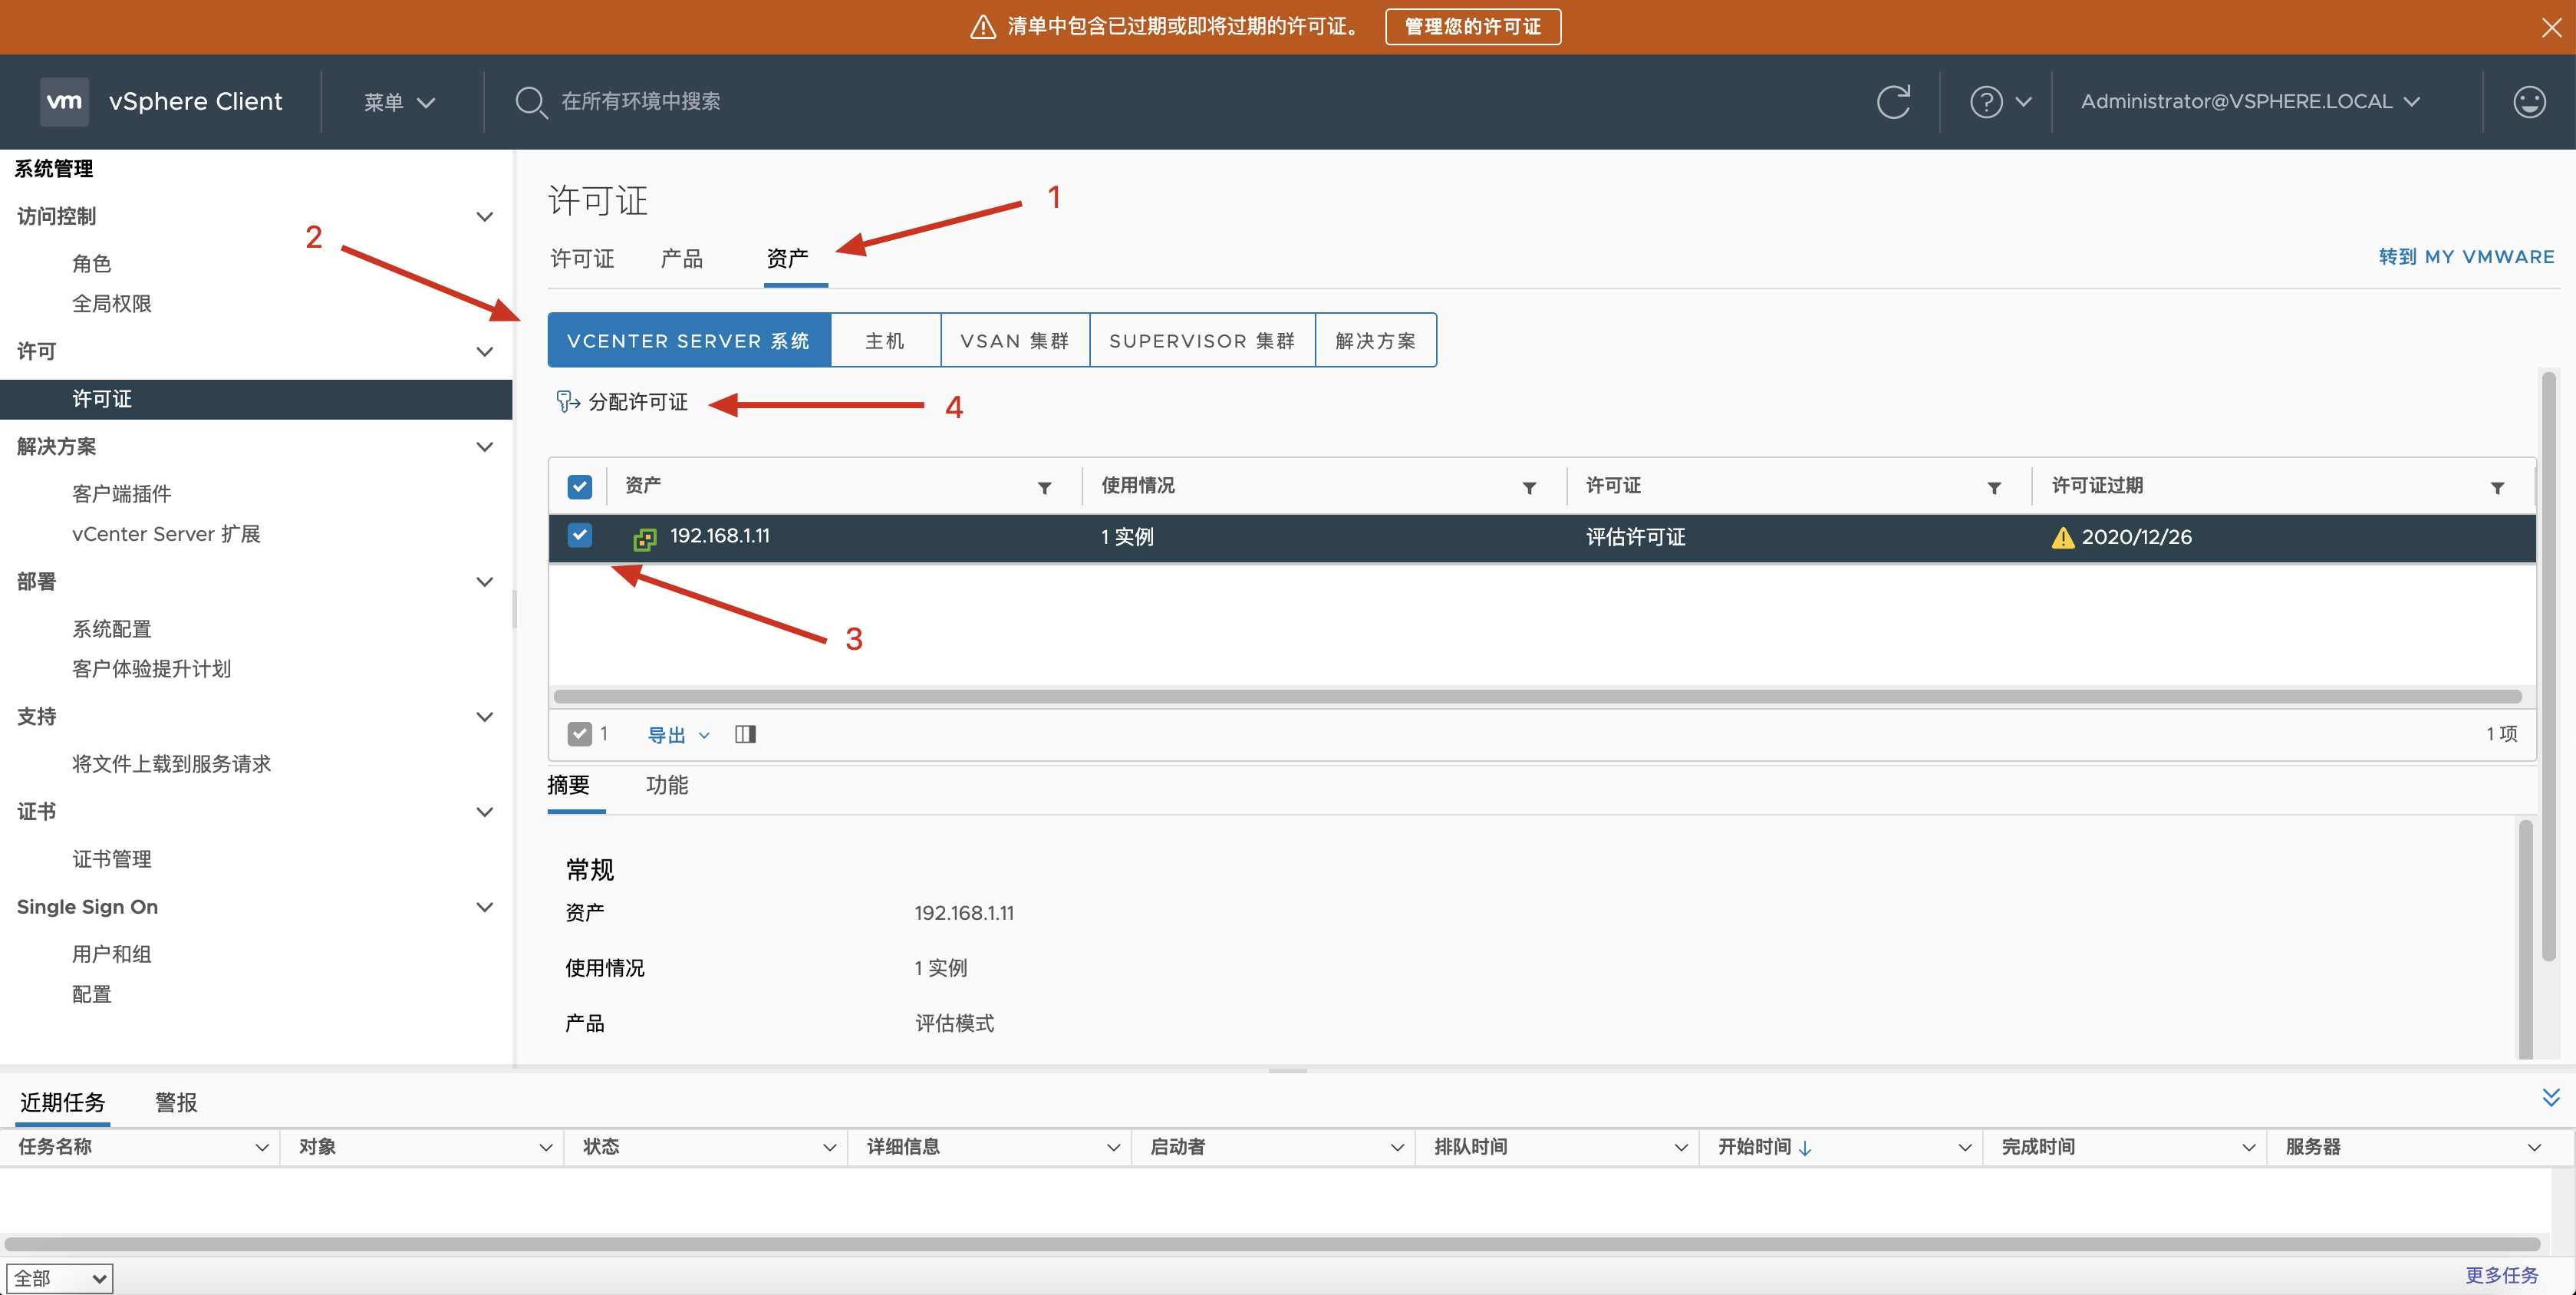 清单中包含已过期或即将过期的许可证。 管理您的许可证
vm vSphere Client 菜单 在所有环境中搜索 Administrator@VSPHERE.LOCAL
系统管理
访问控制
角色
全局权限
许可
许可证
解决方案
客户端插件
vCenter Server 扩展
部署
系统配置
客户体验提升计划
支持
将文件上载到服务请求
证书
证书管理
Single Sign On
用户和组
配置
许可证
1
2
许可证 产品 资产
转到 MY VMWARE
VCENTER SERVER 系统 主机 VSAN 集群 SUPERVISOR 集群 解决方案
分配许可证
4
资产 使用情况 许可证 许可证过期
192.168.1.11 1 实例 评估许可证 2020/12/26
3
1 导出 1 项
摘要 功能
常规
资产 192.168.1.11
使用情况 1 实例
产品 评估模式
近期任务 警报
任务名称 对象 状态 详细信息 启动者 排队时间 开始时间 完成时间 服务器
全部 更多任务